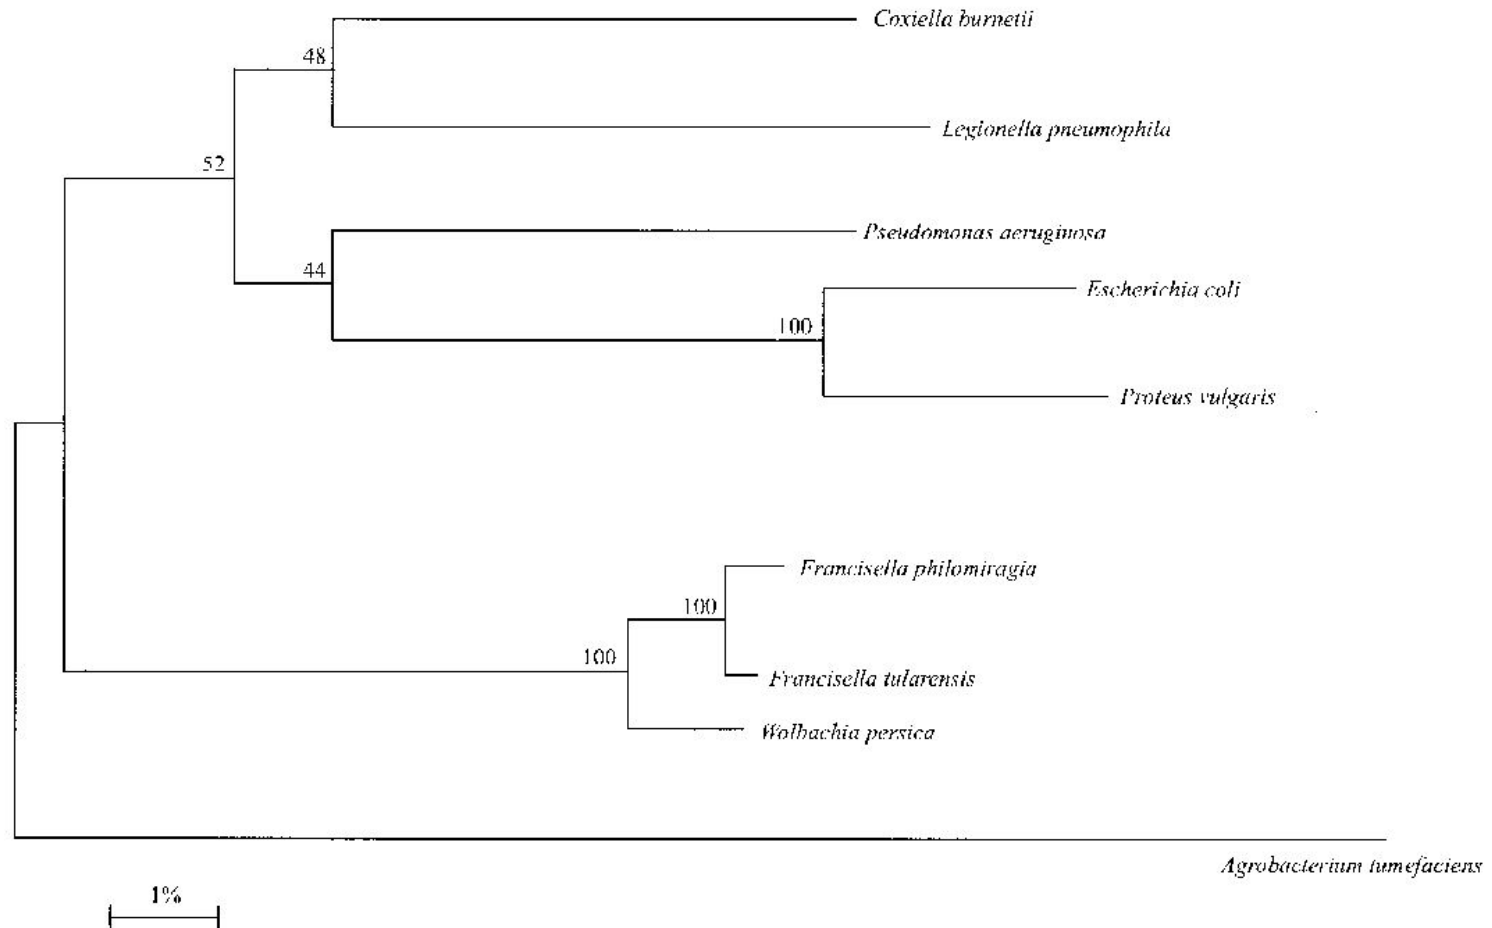 Coxiella burnetii
48
Legionella pneumophila
52
Pseudomonas aeruginosa
44
Escherichia coli
100
Proteus vulgaris
Francisella philomiragia
100
100
Francisella tularensis
Wolbachia persica
Agrobacterium tumefaciens
1%